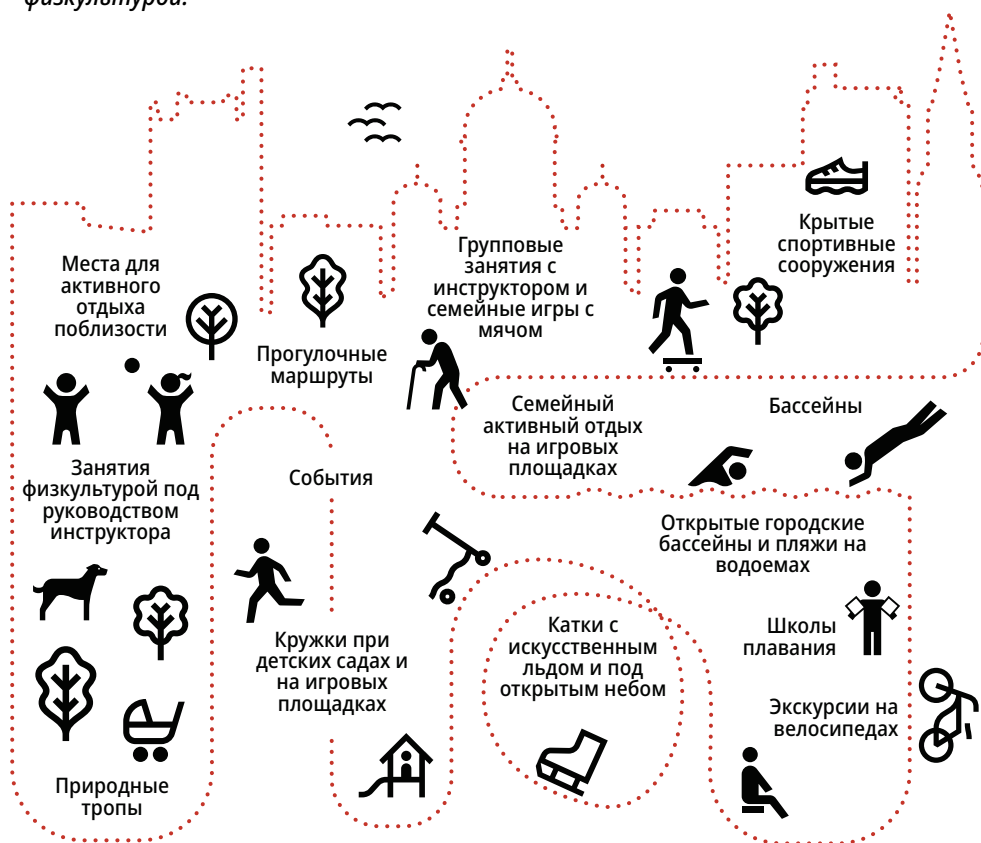 физкультурой.
Крытые
спортивные
сооружения
Групповые
занятия с
инструктором и
семейные игры с
мячом
Места для
активного
отдыха
поблизости
Прогулочные
маршруты
Семейный
активный отдых
на игровых
площадках
Бассейны
Занятия
физкультурой под
руководством
инструктора
События
Открытые городские
бассейны и пляжи на
водоемах
Кружки при
детских садах и
на игровых
площадках
Катки с
искусственным
льдом и под
открытым небом
Школы
плавания
Экскурсии на
велосипедах
Природные
тропы